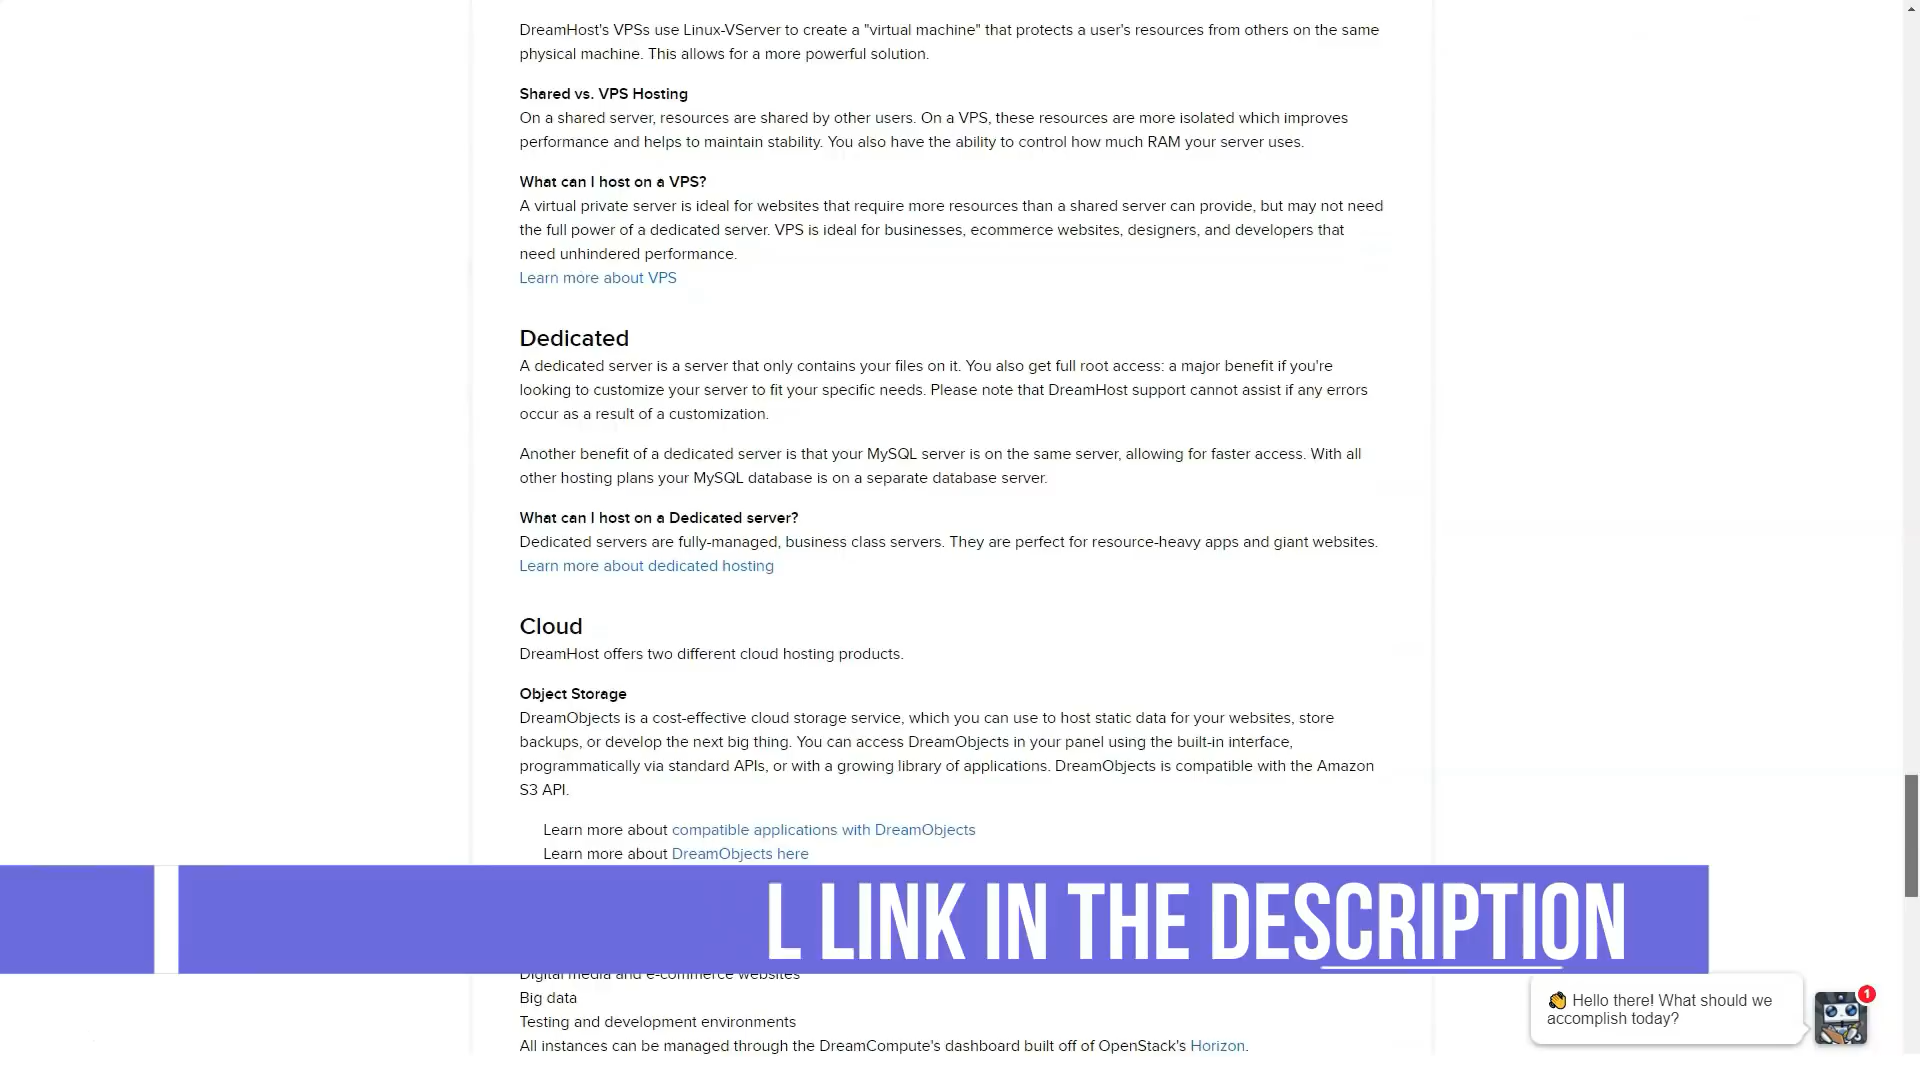 DreamHost's VPSs use Linux-VServer to create a "virtual machine" that protects a user's resources from others on the same
physical machine. This allows for a more powerful solution.
Shared vs. VPS Hosting
On a shared server, resources are shared by other users. On a VPS, these resources are more isolated which improves
performance and helps to maintain stability. You also have the ability to control how much RAM your server uses.
What can I host on a VPS?
A virtual private server is ideal for websites that require more resources than a shared server can provide, but may not need
the full power of a dedicated server. VPS is ideal for businesses, ecommerce websites, designers, and developers that
need unhindered performance.
Learn more about VPS
Dedicated
A dedicated server is a server that only contains your files on it. You also get full root access: a major benefit if you're
looking to customize your server to fit your specific needs. Please note that DreamHost support cannot assist if any errors
occur as a result of a customization.
Another benefit of a dedicated server is that your MySQL server is on the same server, allowing for faster access. With all
other hosting plans your MySQL database is on a separate database server.
What can I host on a Dedicated server?
Dedicated servers are fully-managed, business class servers. They are perfect for resource-heavy apps and giant websites.
Learn more about dedicated hosting
Cloud
DreamHost offers two different cloud hosting products.
Object Storage
DreamObjects is a cost-effective cloud storage service, which you can use to host static data for your websites, store
backups, or develop the next big thing. You can access DreamObjects in your panel using the built-in interface,
programmatically via standard APIs, or with a growing library of applications. DreamObjects is compatible with the Amazon
S3 API.
Learn more about compatible applications with DreamObjects
Learn more about DreamObjects here
L LINK IN THE DESCRIPTION
Digital media and e-commerce websites
Big data
Testing and development environments
All instances can be managed through the DreamCompute's dashboard built off of OpenStack's Horizon.
Hello there! What should we
accomplish today?
1